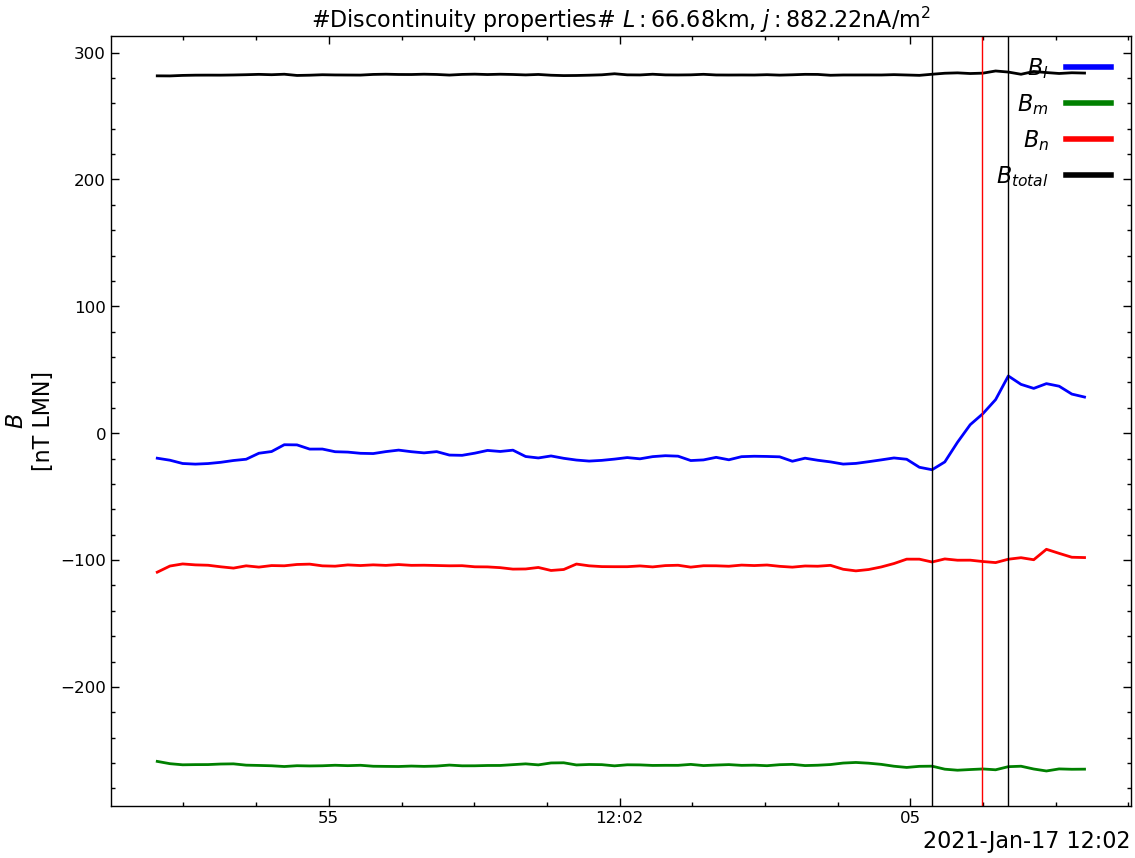 #Discontinuity properties# L : 66.68km, j : 882.22nA/m²
300
200
100
0
−100
−200
B
[nT LMN]
B_l
B_m
B_n
B_total
55
12:02
05
2021-Jan-17 12:02